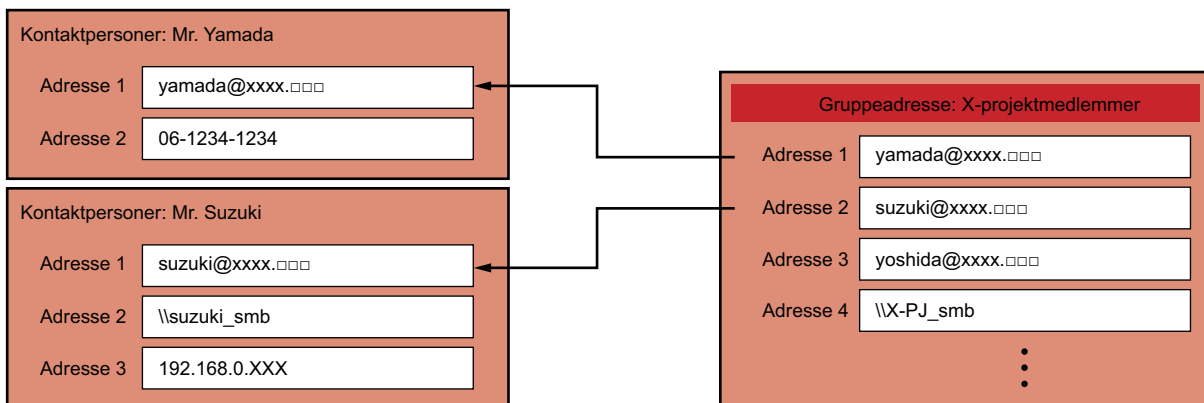 Kontaktpersoner: Mr. Yamada
Adresse 1 yamada@xxxx.□□□
Adresse 2 06-1234-1234
Kontaktpersoner: Mr. Suzuki
Adresse 1 suzuki@xxxx.□□□
Adresse 2 \\suzuki_smb
Adresse 3 192.168.0.XXX
Gruppeadresse: X-projektmedlemmer
Adresse 1 yamada@xxxx.□□□
Adresse 2 suzuki@xxxx.□□□
Adresse 3 yoshida@xxxx.□□□
Adresse 4 \\X-PJ_smb